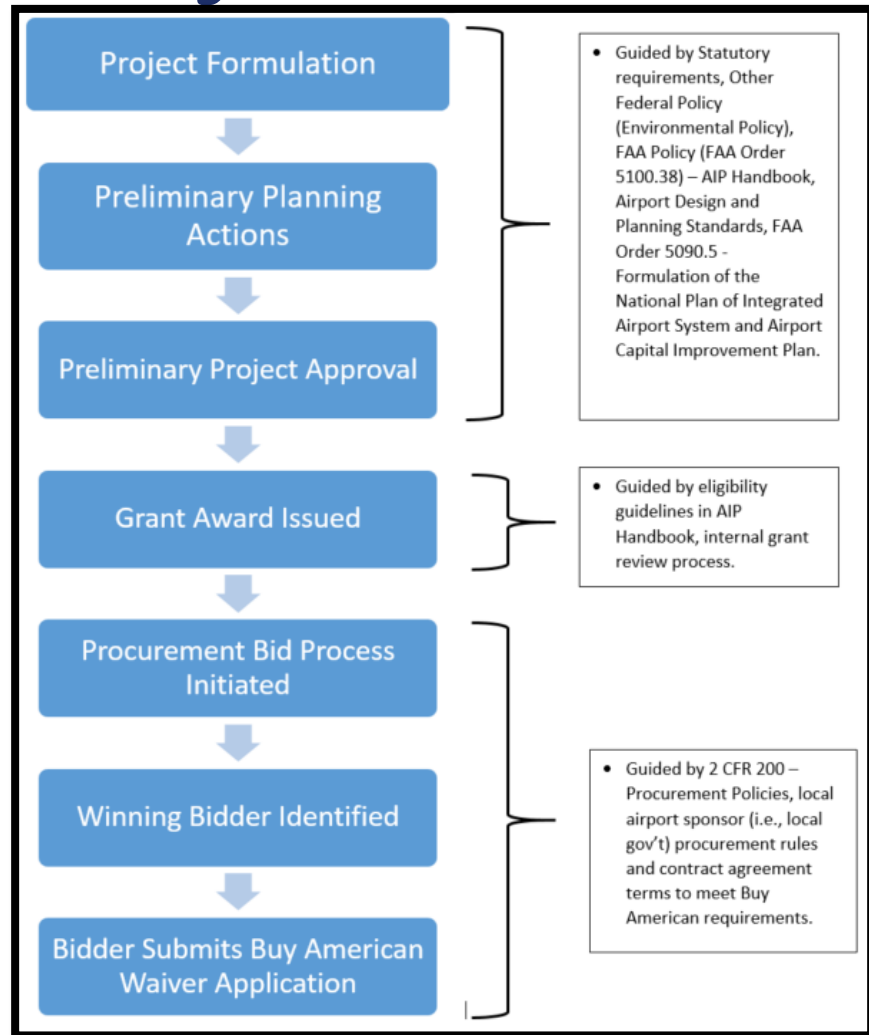 Project Formulation
Preliminary Planning
Actions
Preliminary Project Approval
Grant Award Issued
Procurement Bid Process
Initiated
Winning Bidder Identified
Bidder Submits Buy American
Waiver Application
• Guided by Statutory
requirements, Other
Federal Policy
(Environmental Policy),
FAA Policy (FAA Order
5100.38) – AIP Handbook,
Airport Design and
Planning Standards, FAA
Order 5090.5 -
Formulation of the
National Plan of Integrated
Airport System and Airport
Capital Improvement Plan.
• Guided by eligibility
guidelines in AIP
Handbook, internal grant
review process.
• Guided by 2 CFR 200 –
Procurement Policies, local
airport sponsor (i.e., local
gov't) procurement rules
and contract agreement
terms to meet Buy
American requirements.